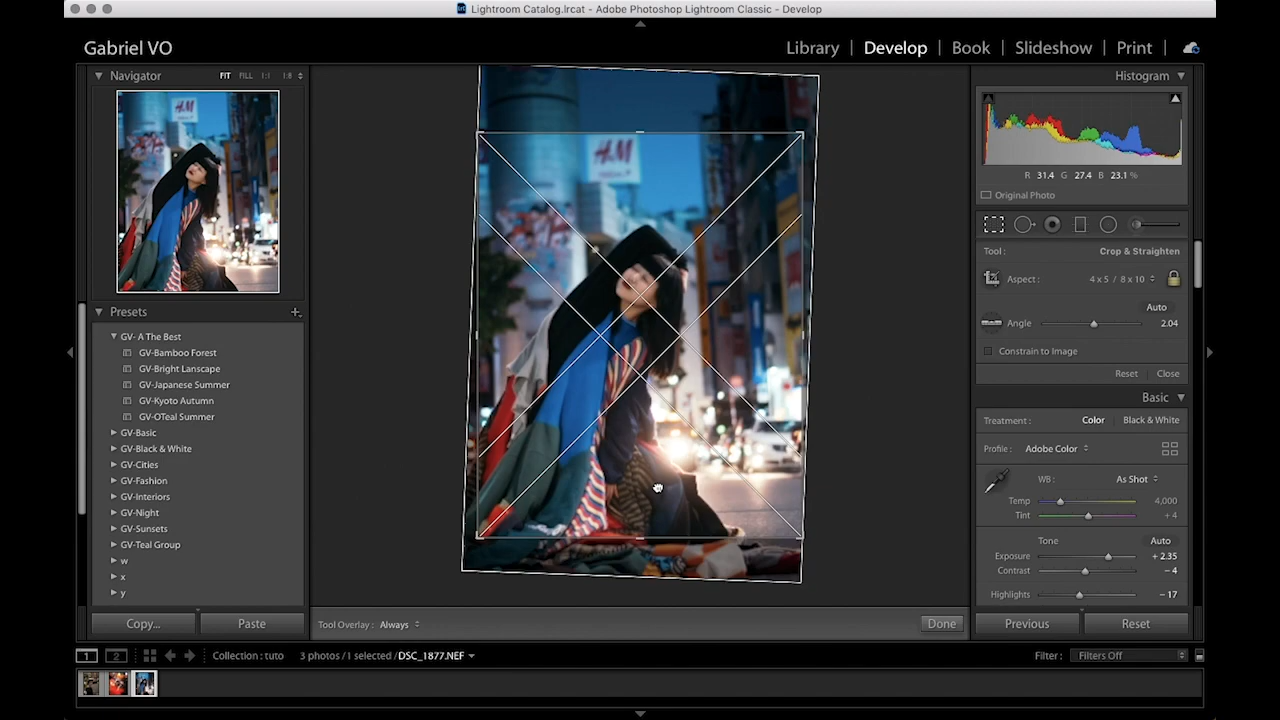 Lightroom Catalog.lrcat - Adobe Photoshop Lightroom Classic - Develop
Gabriel VO
Library | Develop | Book | Slideshow | Print |
Navigator FIT FILL 1:1 1:8
Histogram
R 31.4 G 27.4 B 23.1 %
Original Photo
Tool : Crop & Straighten
Aspect : 4 x 5 / 8 x 10
Auto
Angle 2.04
Constrain to Image
Reset Close
Basic
Treatment : Color Black & White
Profile : Adobe Color
WB : As Shot
Temp 4,000
Tint + 4
Tone Auto
Exposure + 2.35
Contrast – 4
Highlights – 17
Previous Reset
H&M
H&M
Presets
GV- A The Best
GV-Bamboo Forest
GV-Bright Lanscape
GV-Japanese Summer
GV-Kyoto Autumn
GV-OTeal Summer
GV-Basic
GV-Black & White
GV-Cities
GV-Fashion
GV-Interiors
GV-Night
GV-Sunsets
GV-Teal Group
w
x
y
Copy... Paste
Tool Overlay : Always Done
1 2 Collection : tuto 3 photos / 1 selected / DSC_1877.NEF
Filter : Filters Off